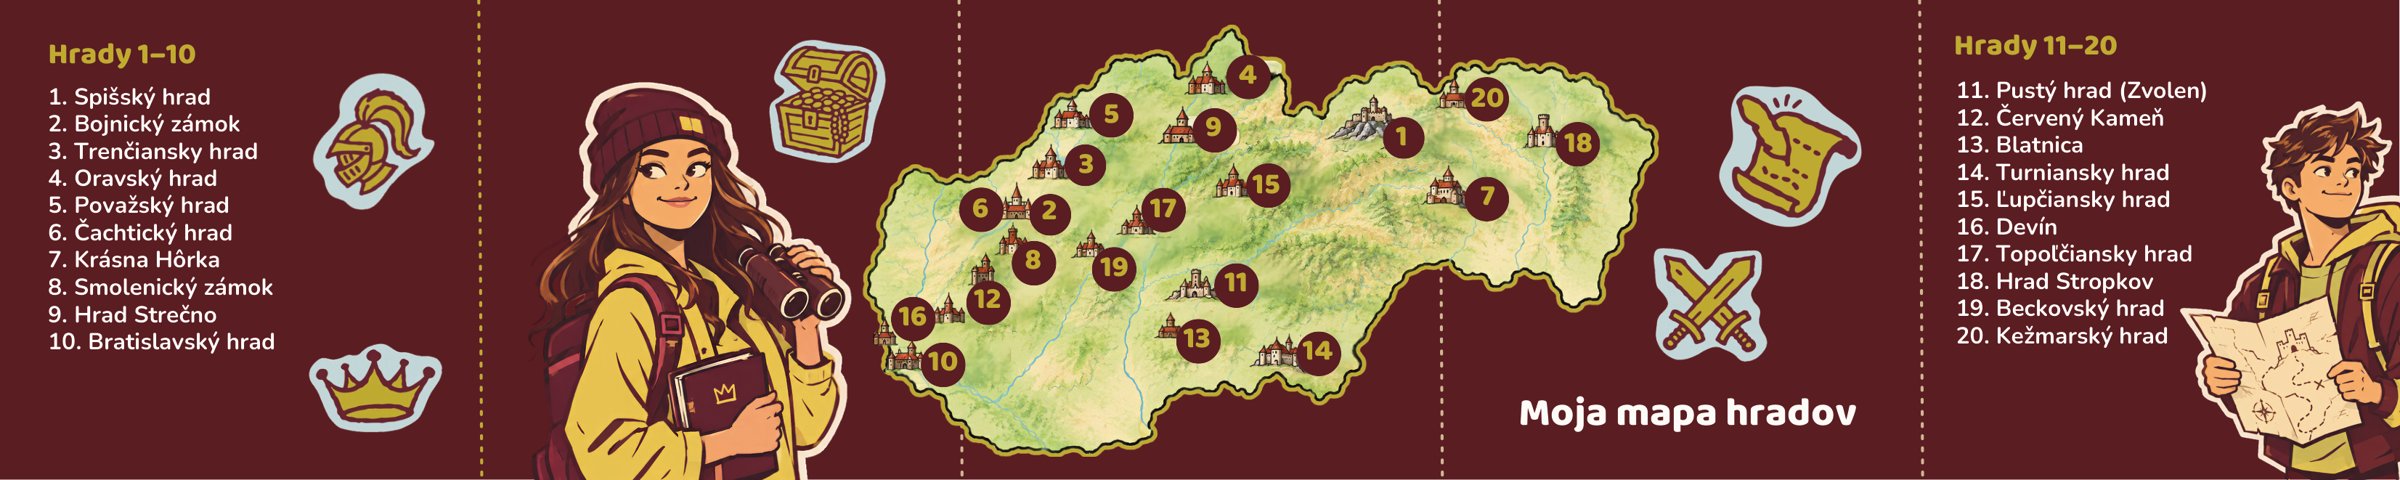 Hrady 1–10
1. Spišský hrad
2. Bojnický zámok
3. Trenčiansky hrad
4. Oravský hrad
5. Považský hrad
6. Čachtický hrad
7. Krásna Hôrka
8. Smolenický zámok
9. Hrad Strečno
10. Bratislavský hrad
4
5
9
20
1
18
3
15
7
6
2
17
8
19
11
12
16
13
14
10
Moja mapa hradov
Hrady 11–20
11. Pustý hrad (Zvolen)
12. Červený Kameň
13. Blatnica
14. Turniansky hrad
15. Ľupčiansky hrad
16. Devín
17. Topoľčiansky hrad
18. Hrad Stropkov
19. Beckovský hrad
20. Kežmarský hrad